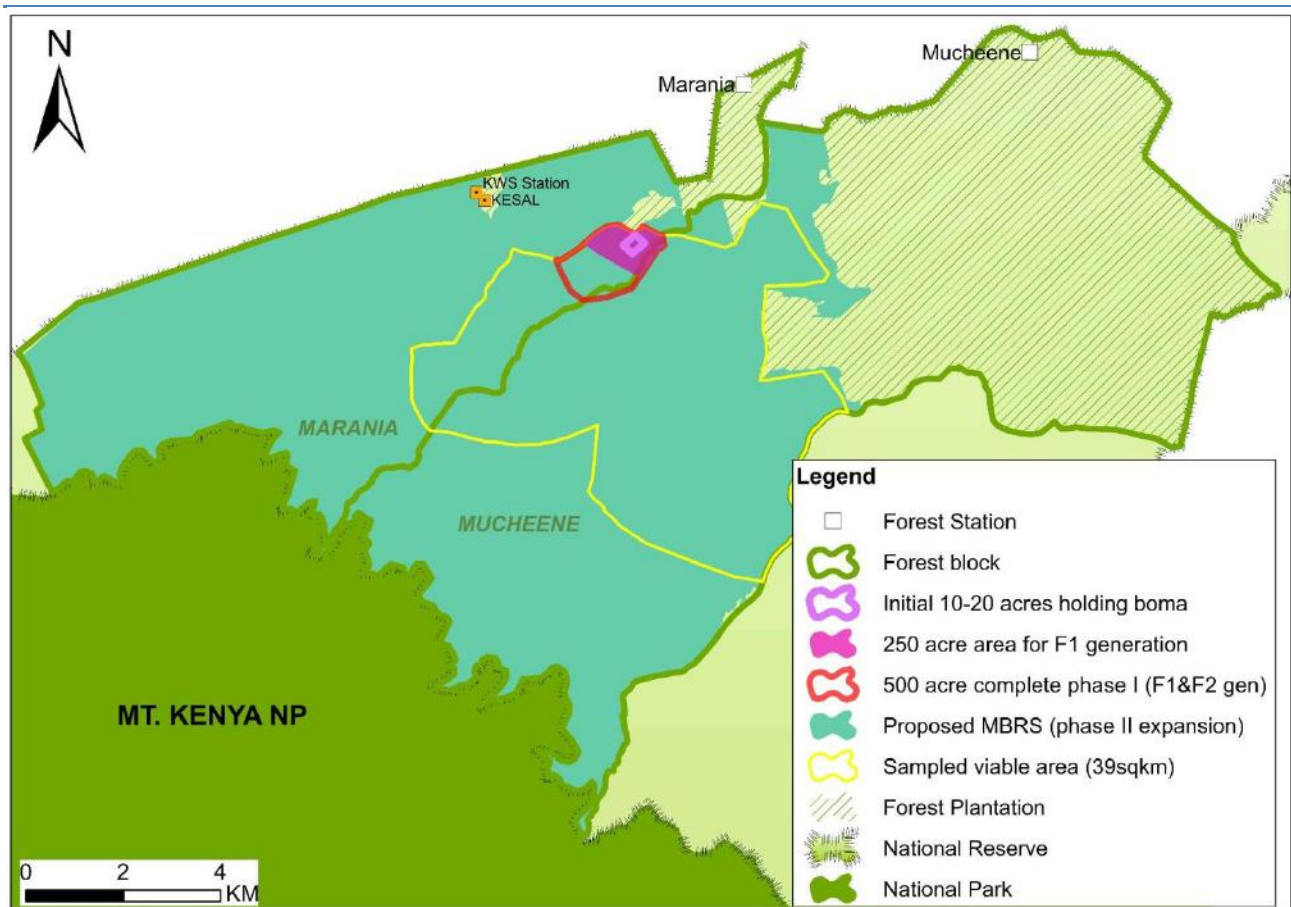 N
Mucheene
Marania
KWS Station
KESAL
MARANIA
MUCHEENE
MT. KENYA NP
Legend
Forest Station
Forest block
Initial 10-20 acres holding boma
250 acre area for F1 generation
500 acre complete phase I (F1&F2 gen)
Proposed MBRS (phase II expansion)
Sampled viable area (39sqkm)
Forest Plantation
National Reserve
National Park
0 2 4
KM